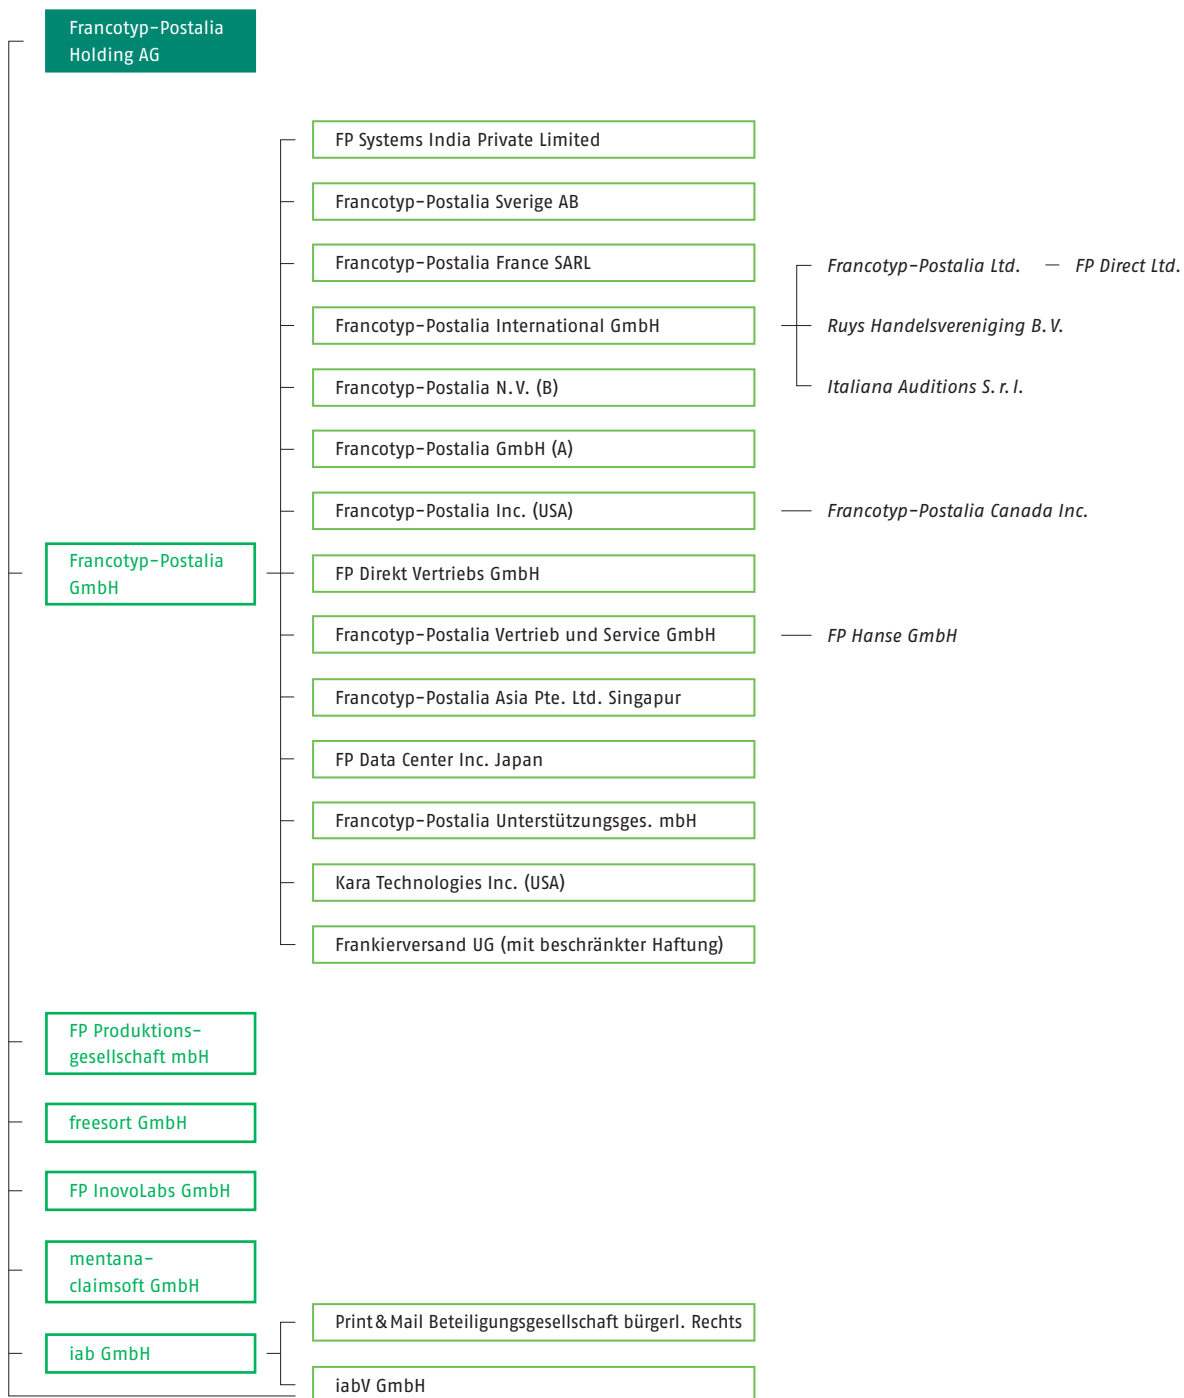 Francotyp-Postalia
Holding AG
FP Systems India Private Limited
Francotyp-Postalia Sverige AB
Francotyp-Postalia France SARL
Francotyp-Postalia Ltd. – FP Direct Ltd.
Francotyp-Postalia International GmbH
Ruys Handelsvereniging B. V.
Francotyp-Postalia N. V. (B)
Italiana Auditions S. r. l.
Francotyp-Postalia GmbH (A)
Francotyp-Postalia Inc. (USA)
Francotyp-Postalia Canada Inc.
Francotyp-Postalia
GmbH
FP Direkt Vertriebs GmbH
Francotyp-Postalia Vertrieb und Service GmbH
FP Hanse GmbH
Francotyp-Postalia Asia Pte. Ltd. Singapur
FP Data Center Inc. Japan
Francotyp-Postalia Unterstützungsges. mbH
Kara Technologies Inc. (USA)
Frankierversand UG (mit beschränkter Haftung)
FP Produktions-
gesellschaft mbH
freesort GmbH
FP InovoLabs GmbH
mentana-
claimsoft GmbH
iab GmbH
Print & Mail Beteiligungsgesellschaft bürgerl. Rechts
iabV GmbH